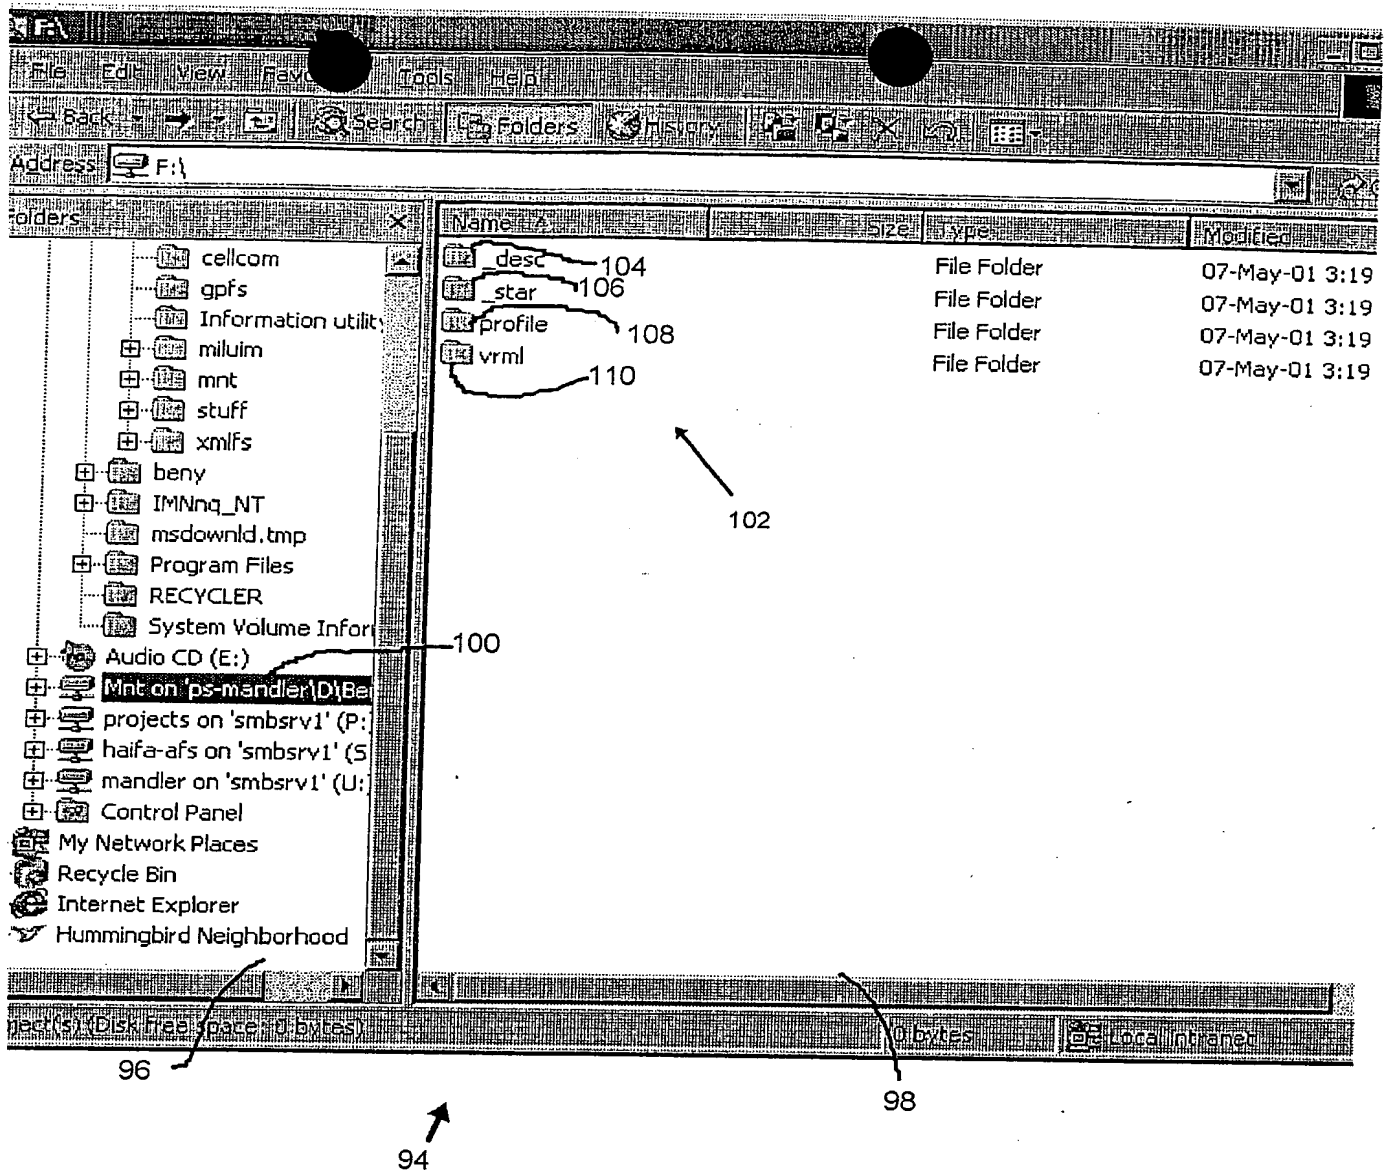 F:\
File Edit View Tools Help
Back Search Folders History
Address F:\
olders
Name Size Type Modified
cellcom
gpfs
Information utility
miluim
mnt
stuff
xmlfs
beny
IMNnq_NT
msdownld.tmp
Program Files
RECYCLER
System Volume Infor
Audio CD (E:)
Mnt on 'ps-mandler\D\Be
projects on 'smbsrv1' (P:
haifa-afs on 'smbsrv1' (S
mandler on 'smbsrv1' (U:
Control Panel
My Network Places
Recycle Bin
Internet Explorer
Hummingbird Neighborhood
_desc 104 File Folder 07-May-01 3:19
_star 106 File Folder 07-May-01 3:19
profile 108 File Folder 07-May-01 3:19
vrml 110 File Folder 07-May-01 3:19
102
100
ject(s) (Disk free space: 0 bytes) 0 bytes Local intranet
96
98
94